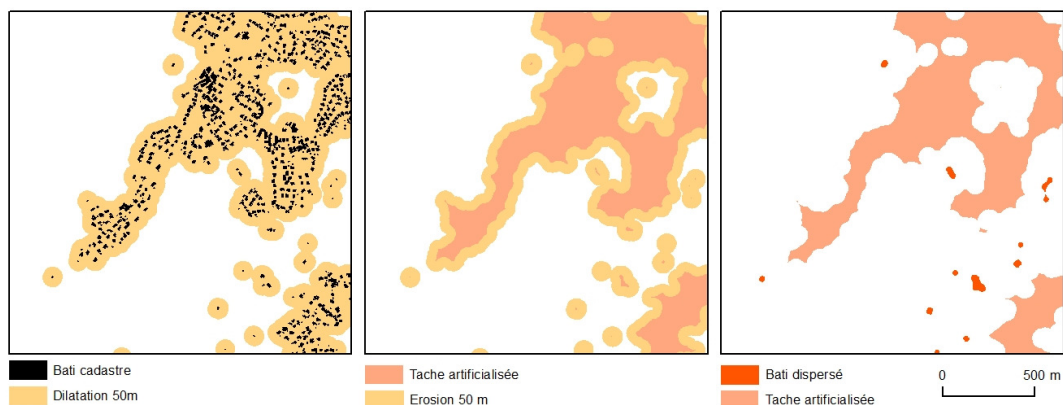 Bati cadastre
Dilatation 50m
Tache artificialisée
Erosion 50 m
Bati dispersé
Tache artificialisée
0 500 m